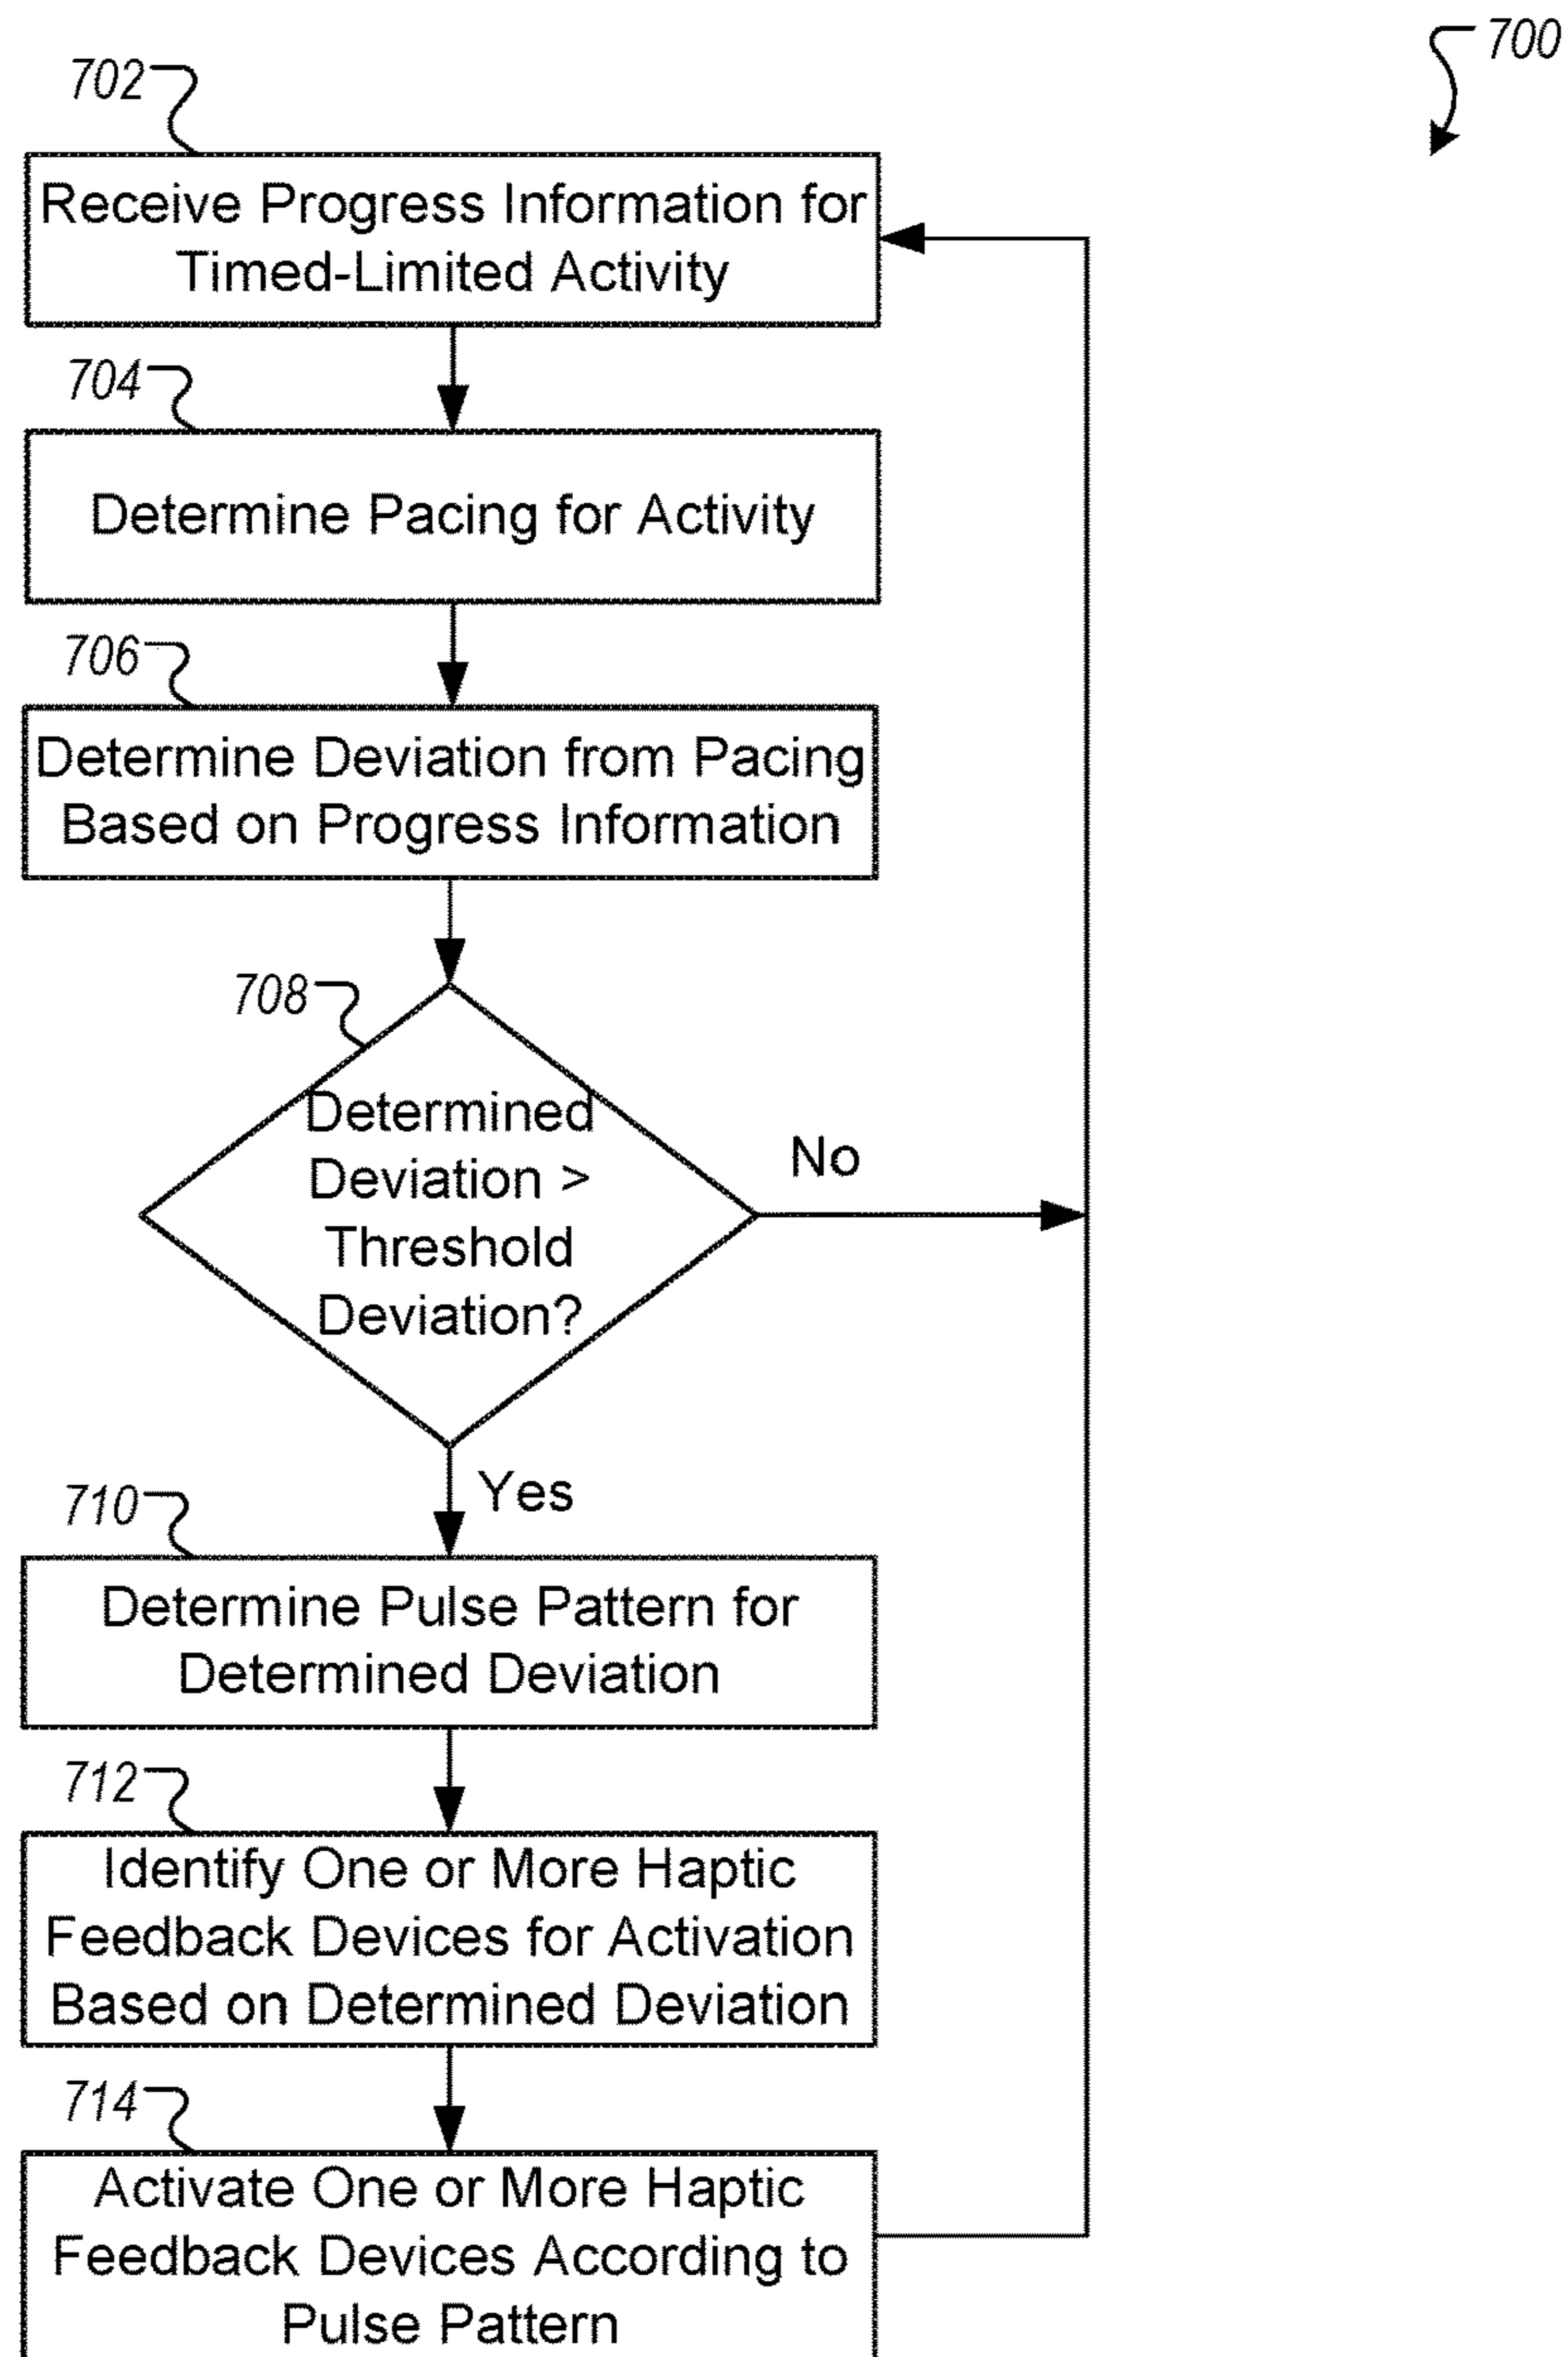 700
702
Receive Progress Information for
Timed-Limited Activity
704
Determine Pacing for Activity
706
Determine Deviation from Pacing
Based on Progress Information
708
Determined
Deviation >
Threshold
Deviation?
No
Yes
710
Determine Pulse Pattern for
Determined Deviation
712
Identify One or More Haptic
Feedback Devices for Activation
Based on Determined Deviation
714
Activate One or More Haptic
Feedback Devices According to
Pulse Pattern